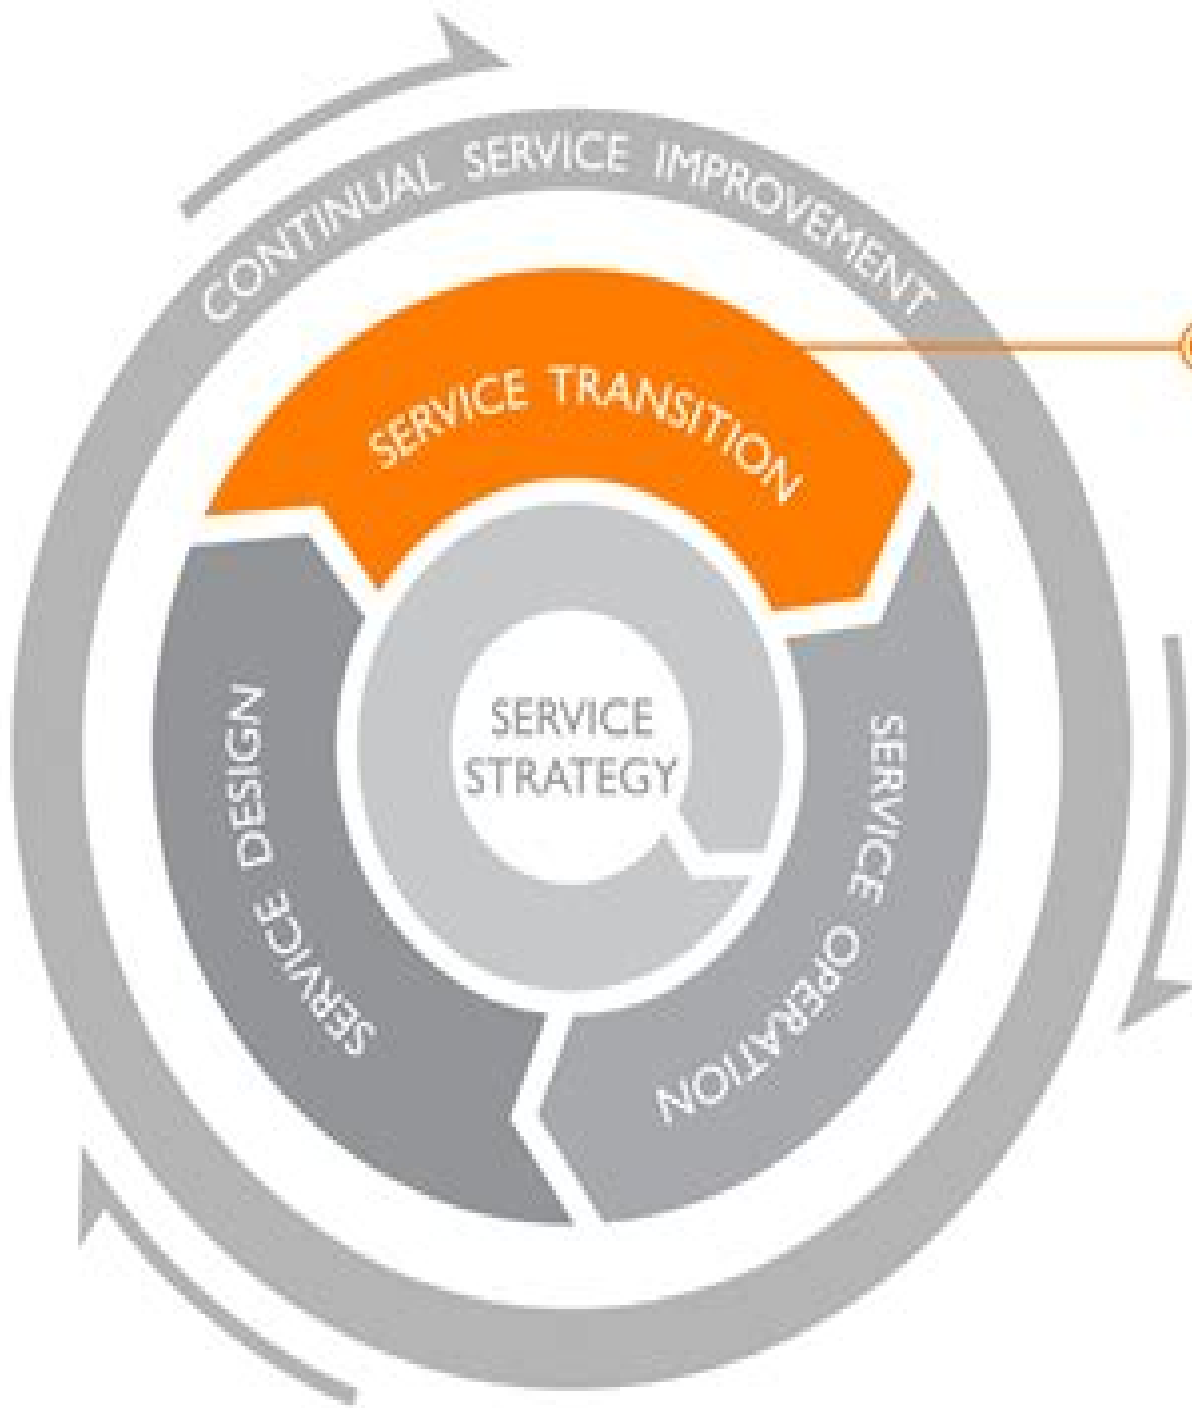 CONTINUAL SERVICE IMPROVEMENT
SERVICE TRANSITION
SERVICE
STRATEGY
SERVICE DESIGN
SERVICE OPERATION